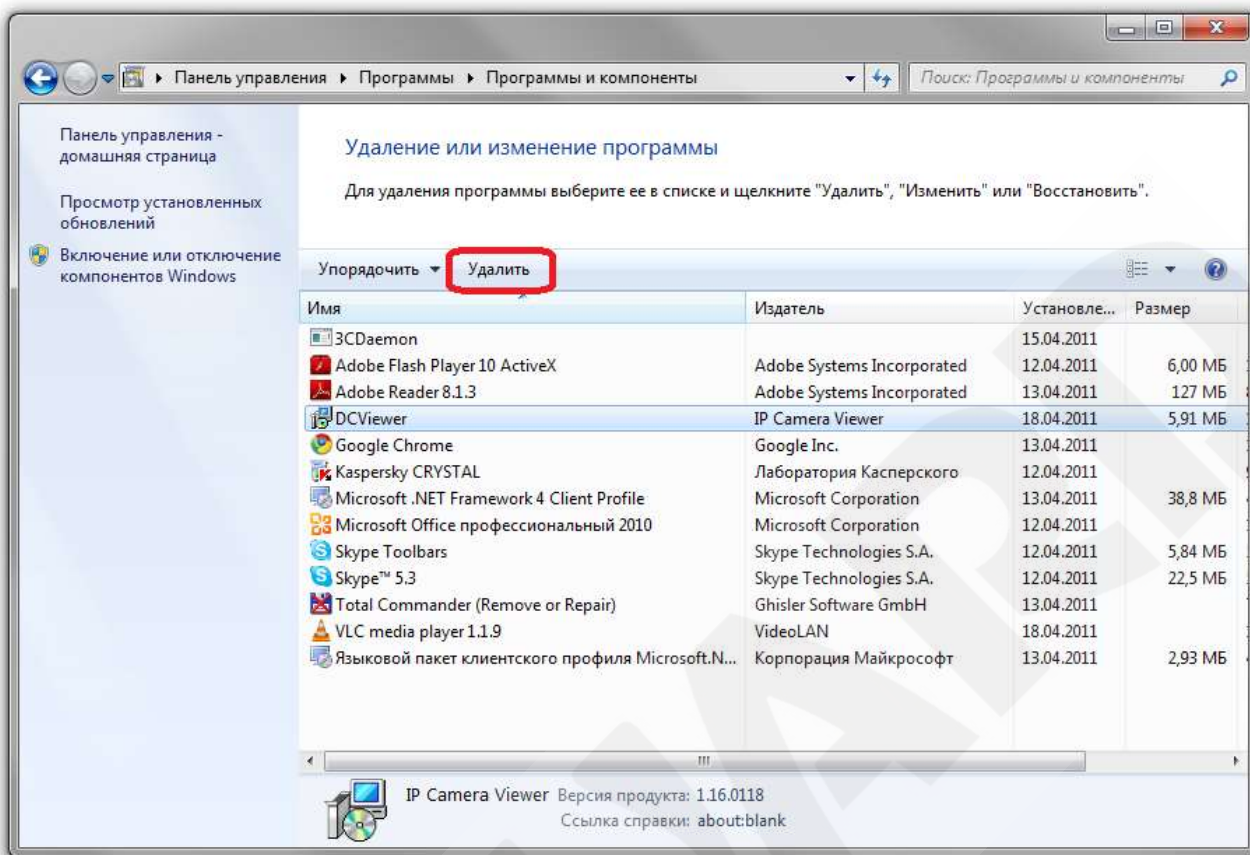 Панель управления ▸ Программы ▸ Программы и компоненты
Поиск: Программы и компоненты
Панель управления -
домашняя страница
Просмотр установленных
обновлений
Включение или отключение
компонентов Windows
Удаление или изменение программы
Для удаления программы выберите ее в списке и щелкните "Удалить", "Изменить" или "Восстановить".
Упорядочить Удалить
Имя Издатель Установле... Размер
3CDaemon 15.04.2011
Adobe Flash Player 10 ActiveX Adobe Systems Incorporated 12.04.2011 6,00 МБ
Adobe Reader 8.1.3 Adobe Systems Incorporated 13.04.2011 127 МБ
DCViewer IP Camera Viewer 18.04.2011 5,91 МБ
Google Chrome Google Inc. 13.04.2011
Kaspersky CRYSTAL Лаборатория Касперского 12.04.2011
Microsoft .NET Framework 4 Client Profile Microsoft Corporation 13.04.2011 38,8 МБ
Microsoft Office профессиональный 2010 Microsoft Corporation 12.04.2011
Skype Toolbars Skype Technologies S.A. 12.04.2011 5,84 МБ
Skype™ 5.3 Skype Technologies S.A. 12.04.2011 22,5 МБ
Total Commander (Remove or Repair) Ghisler Software GmbH 13.04.2011
VLC media player 1.1.9 VideoLAN 18.04.2011
Языковой пакет клиентского профиля Microsoft.N... Корпорация Майкрософт 13.04.2011 2,93 МБ
IP Camera Viewer Версия продукта: 1.16.0118
Ссылка справки: about:blank